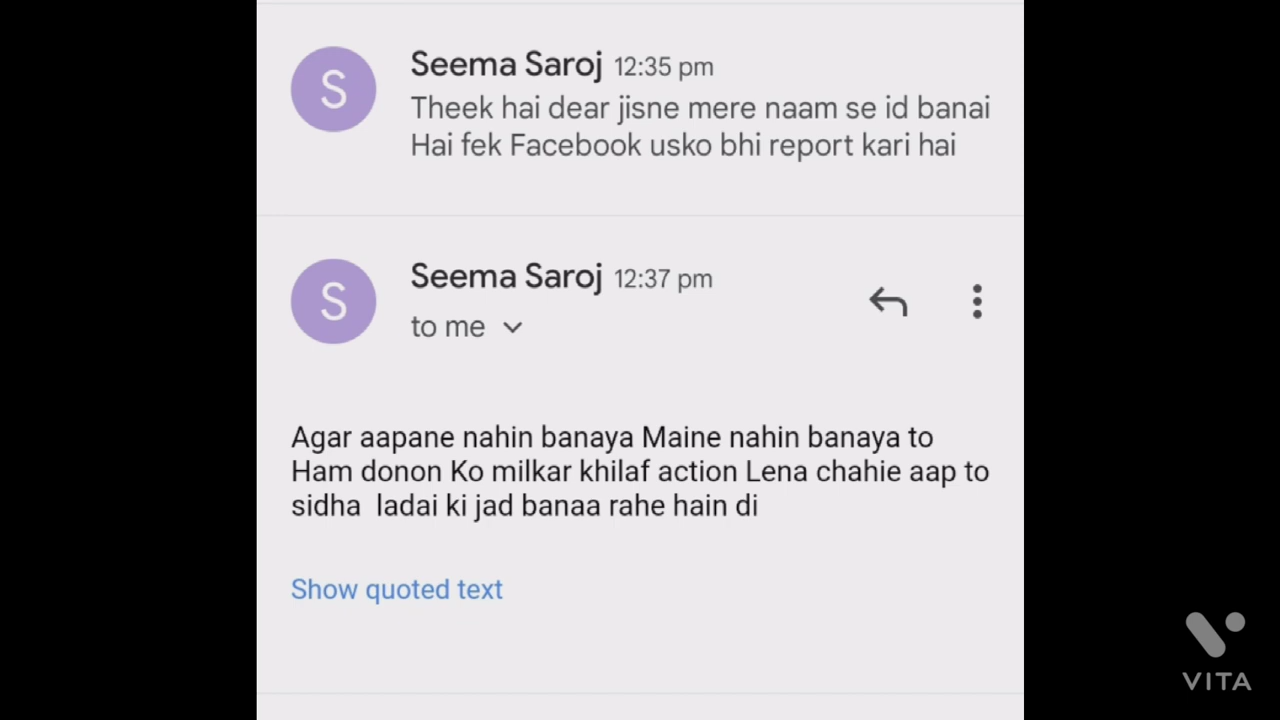 S
Seema Saroj 12:35 pm
Theek hai dear jisne mere naam se id banai
Hai fek Facebook usko bhi report kari hai
S
Seema Saroj 12:37 pm
to me
Agar aapane nahin banaya Maine nahin banaya to
Ham donon Ko milkar khilaf action Lena chahie aap to
sidha  ladai ki jad banaa rahe hain di
Show quoted text
VITA